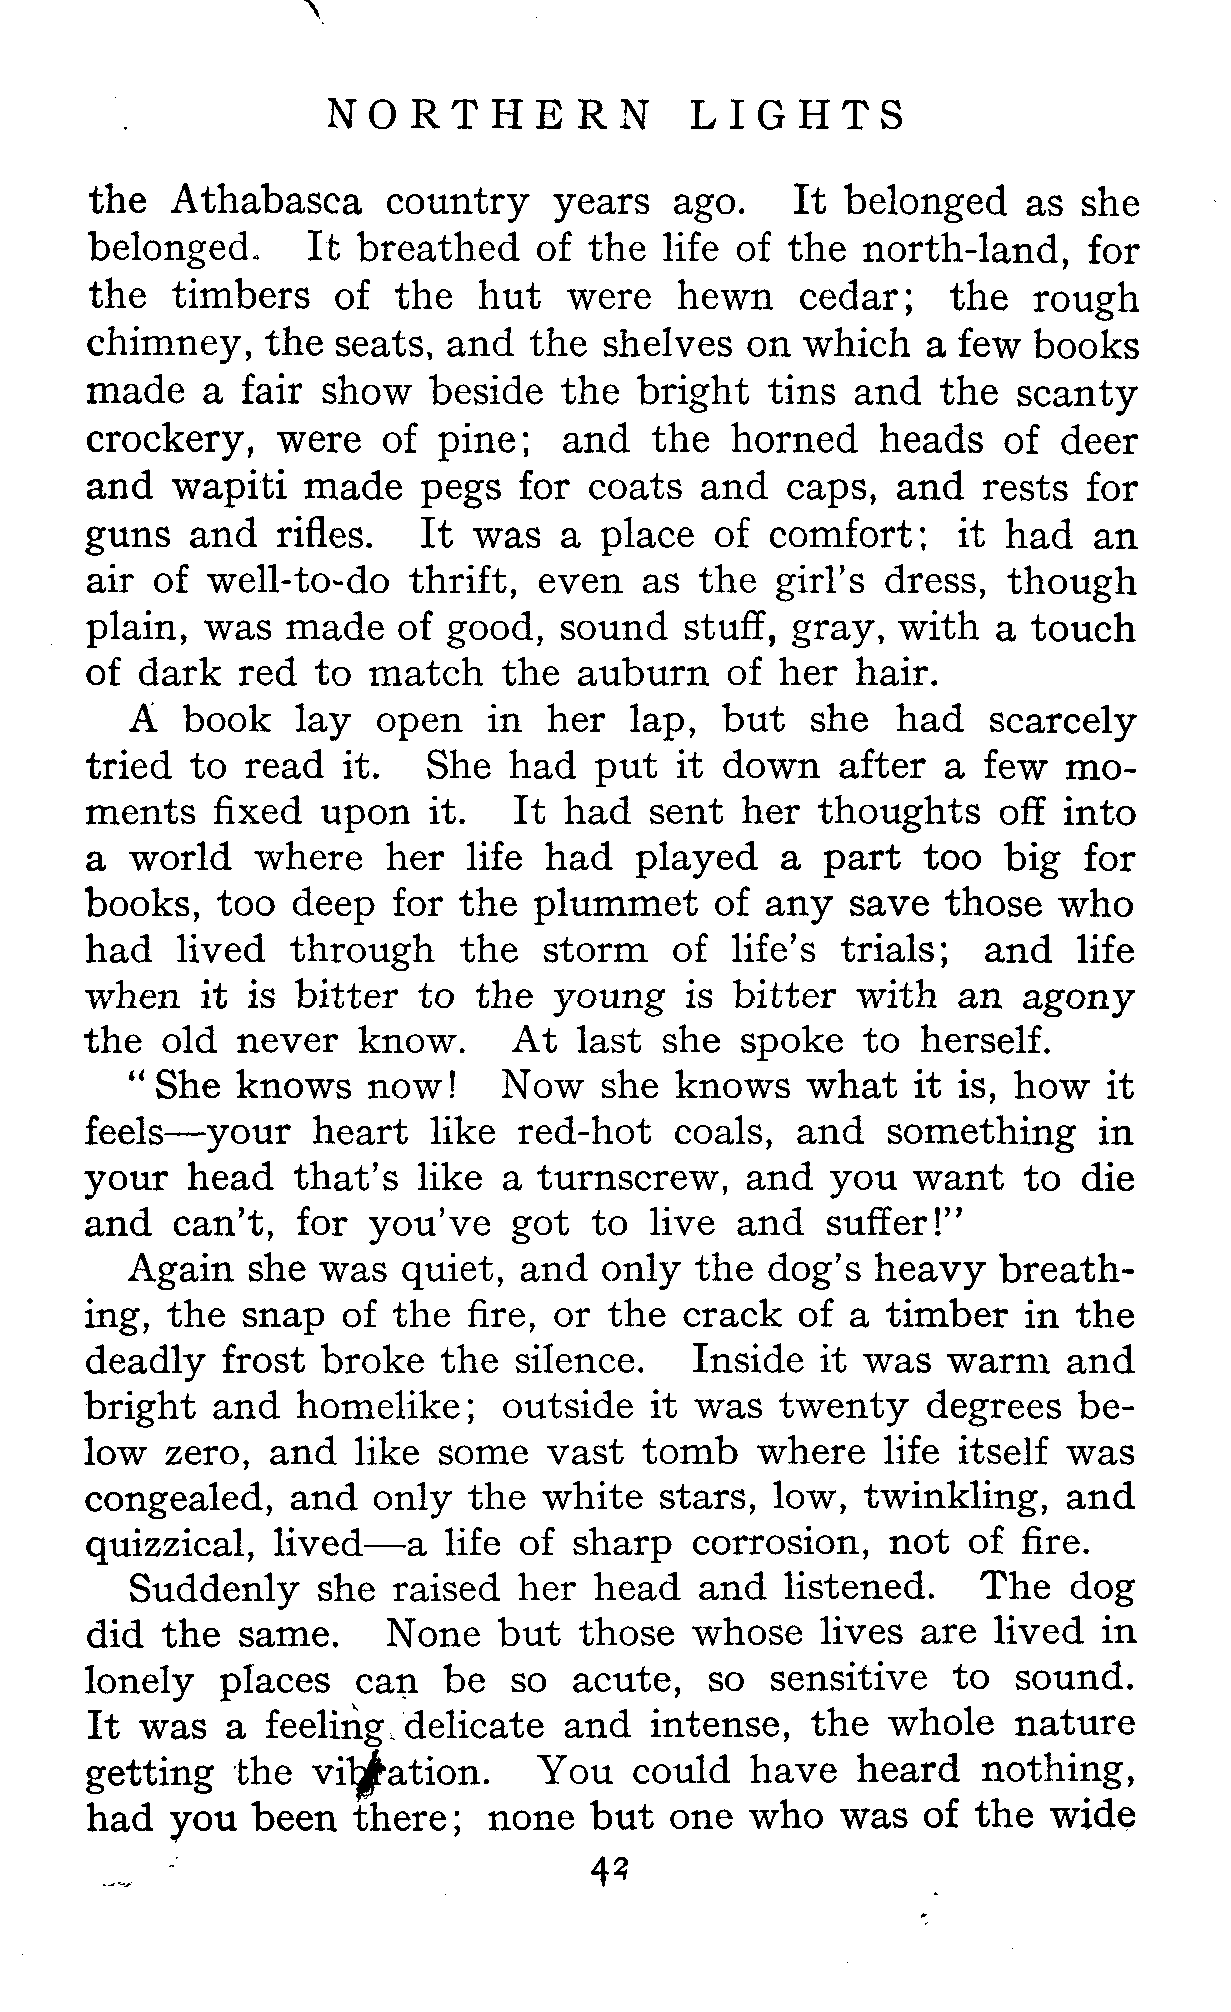 NORTHERN LIGHTS
the Athabasca country years ago. It belonged as she
belonged. It breathed of the life of the north-land, for
the timbers of the hut were hewn cedar; the rough
chimney, the seats, and the shelves on which a few books
made a fair show beside the bright tins and the scanty
crockery, were of pine; and the horned heads of deer
and wapiti made pegs for coats and caps, and rests for
guns and rifles. It was a place of comfort; it had an
air of well-to-do thrift, even as the girl's dress, though
plain, was made of good, sound stuff, gray, with a touch
of dark red to match the auburn of her hair.
A book lay open in her lap, but she had scarcely
tried to read it. She had put it down after a few mo-
ments fixed upon it. It had sent her thoughts off into
a world where her life had played a part too big for
books, too deep for the plummet of any save those who
had lived through the storm of life's trials; and life
when it is bitter to the young is bitter with an agony
the old never know. At last she spoke to herself.
"She knows now! Now she knows what it is, how it
feels—your heart like red-hot coals, and something in
your head that's like a turnscrew, and you want to die
and can't, for you've got to live and suffer!"
Again she was quiet, and only the dog's heavy breath-
ing, the snap of the fire, or the crack of a timber in the
deadly frost broke the silence. Inside it was warm and
bright and homelike; outside it was twenty degrees be-
low zero, and like some vast tomb where life itself was
congealed, and only the white stars, low, twinkling, and
quizzical, lived—a life of sharp corrosion, not of fire.
Suddenly she raised her head and listened. The dog
did the same. None but those whose lives are lived in
lonely places can be so acute, so sensitive to sound.
It was a feeling delicate and intense, the whole nature
getting the vibration. You could have heard nothing,
had you been there; none but one who was of the wide
42